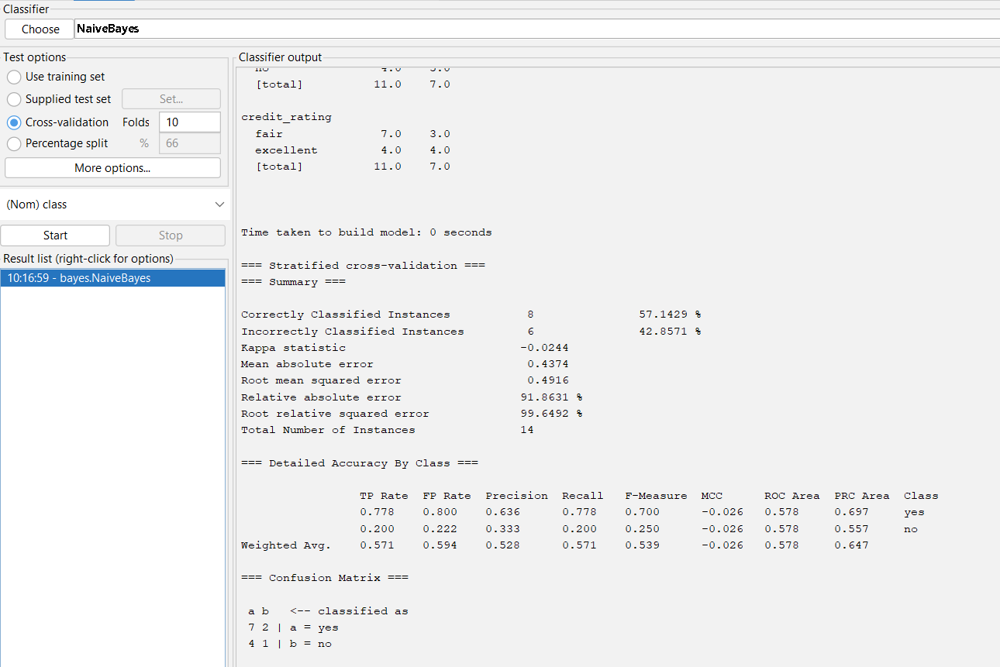 Classifier
Choose NaiveBayes
Test options
Use training set
Supplied test set Set...
Cross-validation Folds 10
Percentage split % 66
More options...
(Nom) class
Start Stop
Result list (right-click for options)
10:16:59 - bayes.NaiveBayes
Classifier output
no 4.0 3.0
[total] 11.0 7.0
credit_rating
fair 7.0 3.0
excellent 4.0 4.0
[total] 11.0 7.0
Time taken to build model: 0 seconds
=== Stratified cross-validation ===
=== Summary ===
Correctly Classified Instances 8 57.1429 %
Incorrectly Classified Instances 6 42.8571 %
Kappa statistic -0.0244
Mean absolute error 0.4374
Root mean squared error 0.4916
Relative absolute error 91.8631 %
Root relative squared error 99.6492 %
Total Number of Instances 14
=== Detailed Accuracy By Class ===
TP Rate FP Rate Precision Recall F-Measure MCC ROC Area PRC Area Class
0.778 0.800 0.636 0.778 0.700 -0.026 0.578 0.697 yes
0.200 0.222 0.333 0.200 0.250 -0.026 0.578 0.557 no
Weighted Avg. 0.571 0.594 0.528 0.571 0.539 -0.026 0.578 0.647
=== Confusion Matrix ===
a b <-- classified as
7 2 | a = yes
4 1 | b = no